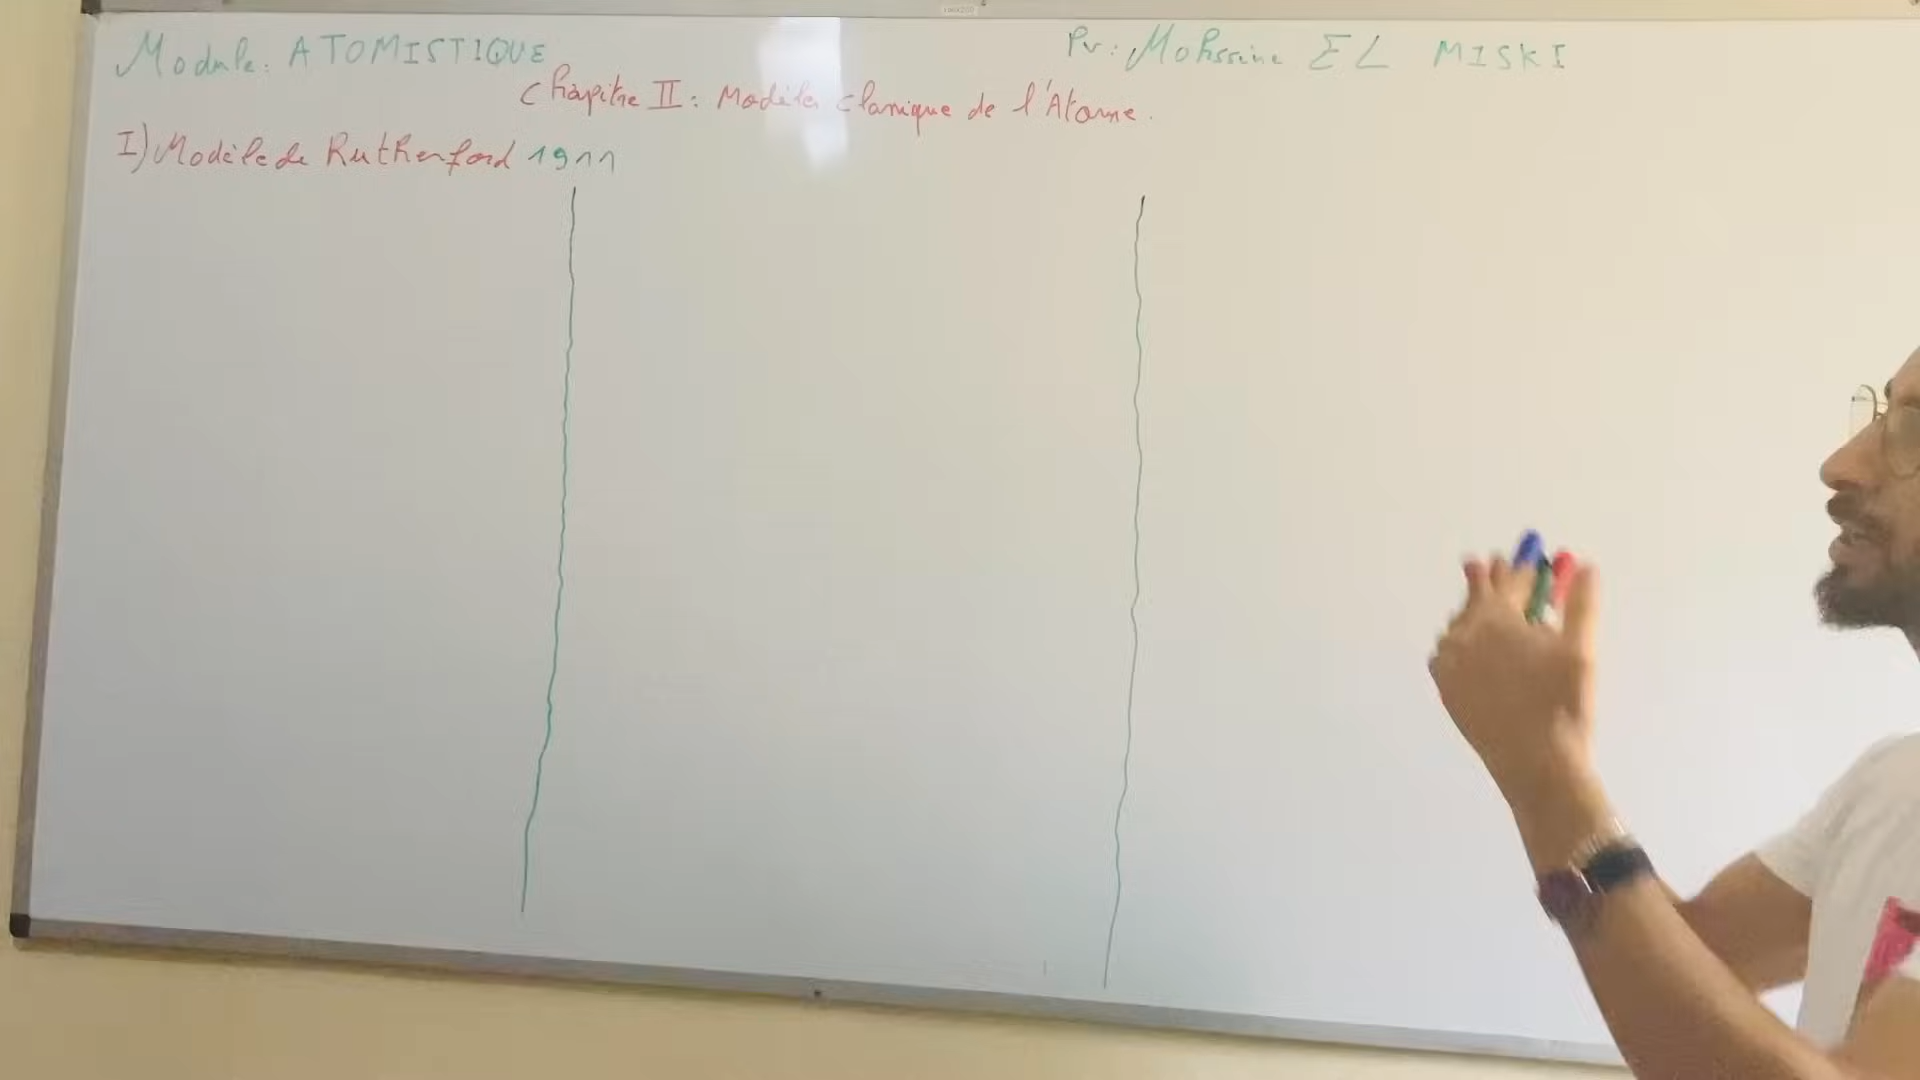 Module: ATOMISTIQUE
Pr: Mohssine EL MISKI
Chapitre II: Modèles classique de l'Atome.
I) Modèle de Rutherford 1911